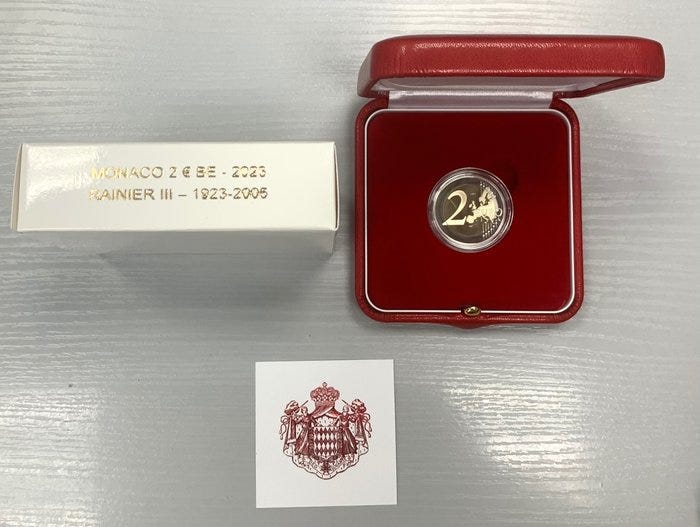 MONACO 2 € BE - 2023
RAINIER III – 1923-2005
2